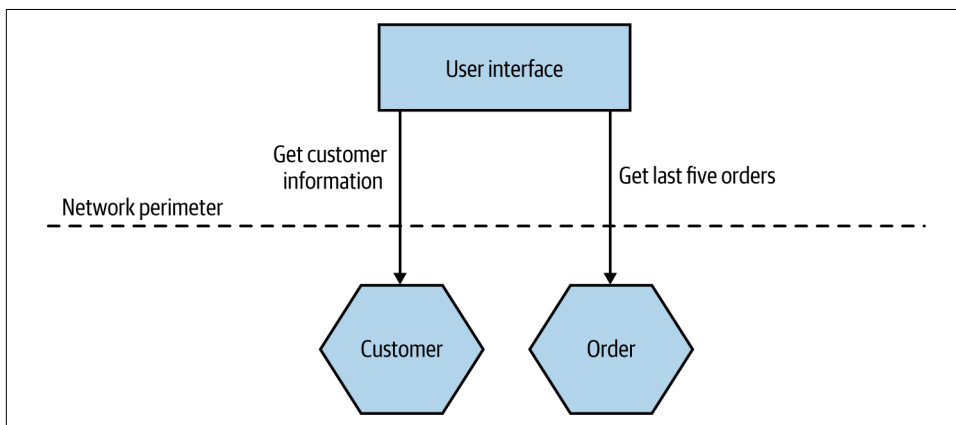 User interface
Get customer
information
Get last five orders
Network perimeter
Customer
Order